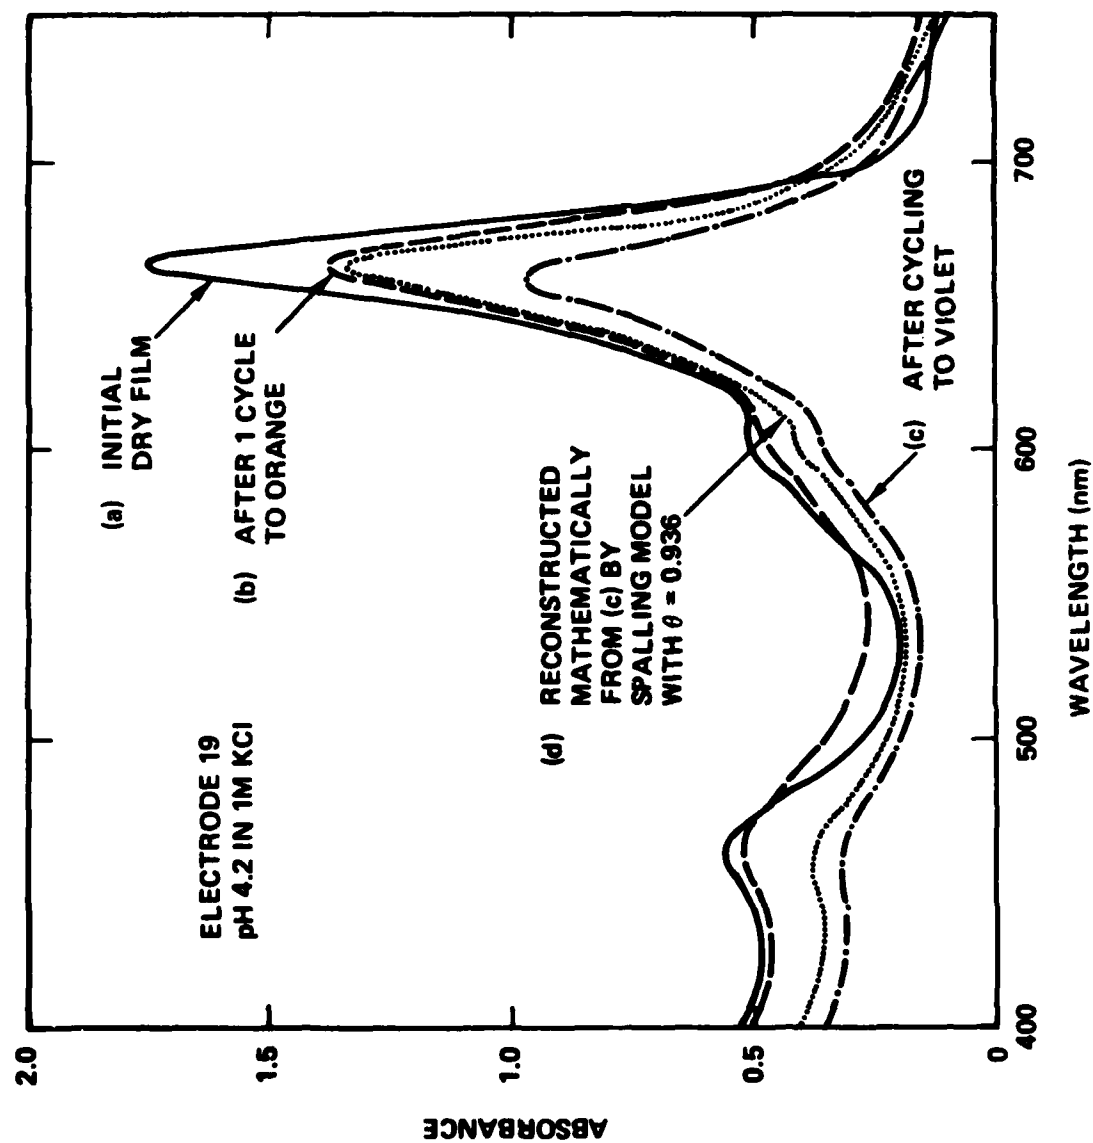 ELECTRODE 19
pH 4.2 IN 1M KCl
(a) INITIAL
DRY FILM
(b) AFTER 1 CYCLE
TO ORANGE
(d) RECONSTRUCTED
MATHEMATICALLY
FROM (c) BY
SPALLING MODEL
WITH θ = 0.936
(c) AFTER CYCLING
TO VIOLET
ABSORBANCE
2.0
1.5
1.0
0.5
0
400
500
600
700
WAVELENGTH (nm)